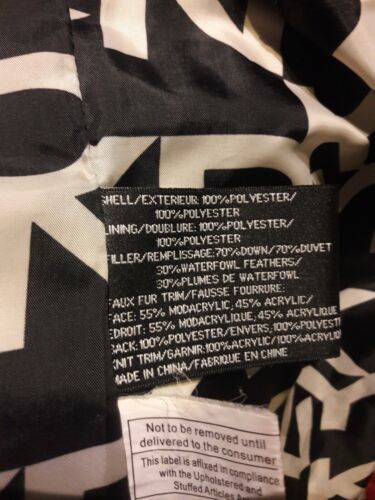 SHELL/EXTERIEUR:100%POLYESTER/
100%POLYESTER
LINING/DOUBLURE:100%POLYESTER/
100%POLYESTER
FILLER/REMPLISSAGE:70%DOWN/70%DUVET
30%WATERFOWL FEATHERS/
30%PLUMES DE WATERFOWL
FAUX FUR TRIM/FAUSSE FOURRURE:
FACE: 55% MODACRYLIC, 45% ACRYLIC/
DROIT: 55% MODACRYLIQUE, 45% ACRYLIQUE
BACK:100%POLYESTER/ENVERS:100%POLYEST
KNIT TRIM/GARNIR:100%ACRYLIC/100%ACRYLIQ
MADE IN CHINA/FABRIQUE EN CHINE
Not to be removed until
delivered to the consumer
This label is affixed in compliance
with the Upholstered and
Stuffed Articles